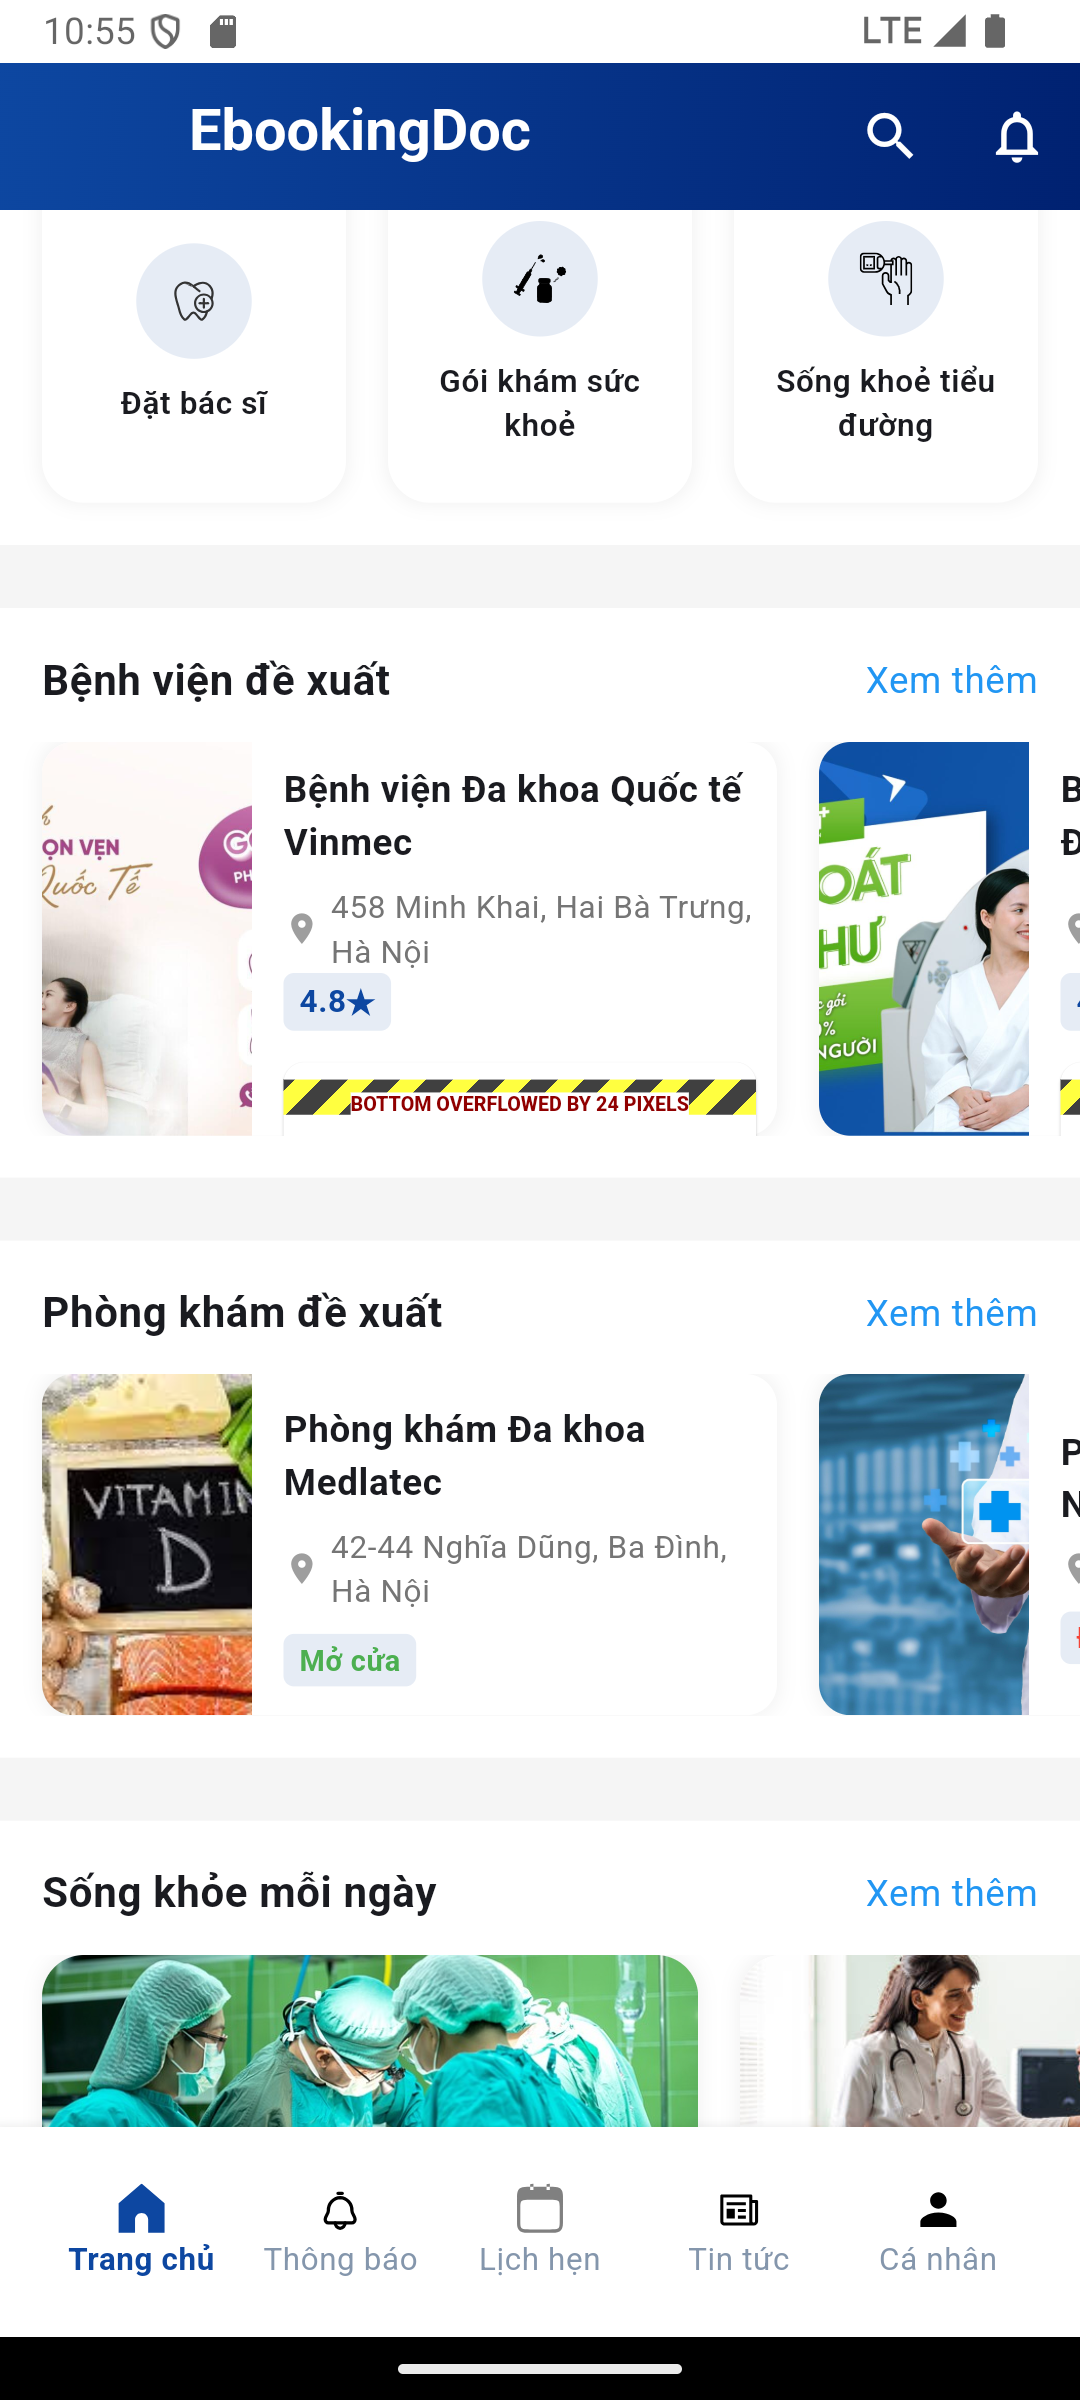 10:55
LTE
EbookingDoc
Đặt bác sĩ
Gói khám sức
khoẻ
Sống khoẻ tiểu
đường
Bệnh viện đề xuất
Xem thêm
ỌN VẸN
Quốc Tế
PH
Bệnh viện Đa khoa Quốc tế
Vinmec
458 Minh Khai, Hai Bà Trưng,
Hà Nội
4.8★
BOTTOM OVERFLOWED BY 24 PIXELS
OÁT
HƯ
gói
0%
NGƯỜI
B
Đ
Phòng khám đề xuất
Xem thêm
VITAMIN
D
Phòng khám Đa khoa
Medlatec
42-44 Nghĩa Dũng, Ba Đình,
Hà Nội
Mở cửa
P
N
Sống khỏe mỗi ngày
Xem thêm
Trang chủ
Thông báo
Lịch hẹn
Tin tức
Cá nhân